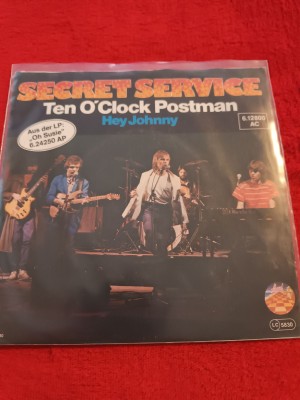 SECRET SERVICE
Ten O'Clock Postman
Hey Johnny
Aus der LP:
„Oh Susie"
6.24250 AP
6.12800
AC
LC 5830